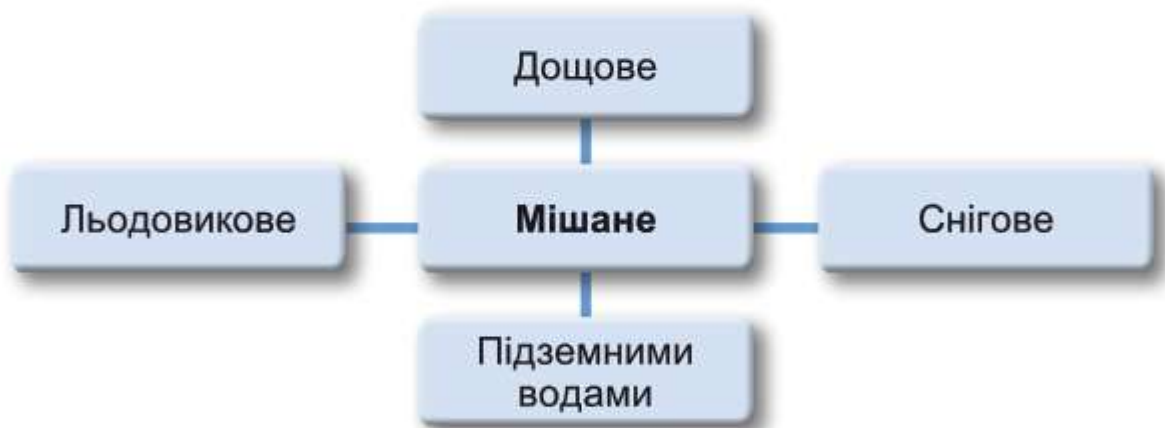 Дощове
Льодовикове
Мішане
Снігове
Підземними
водами